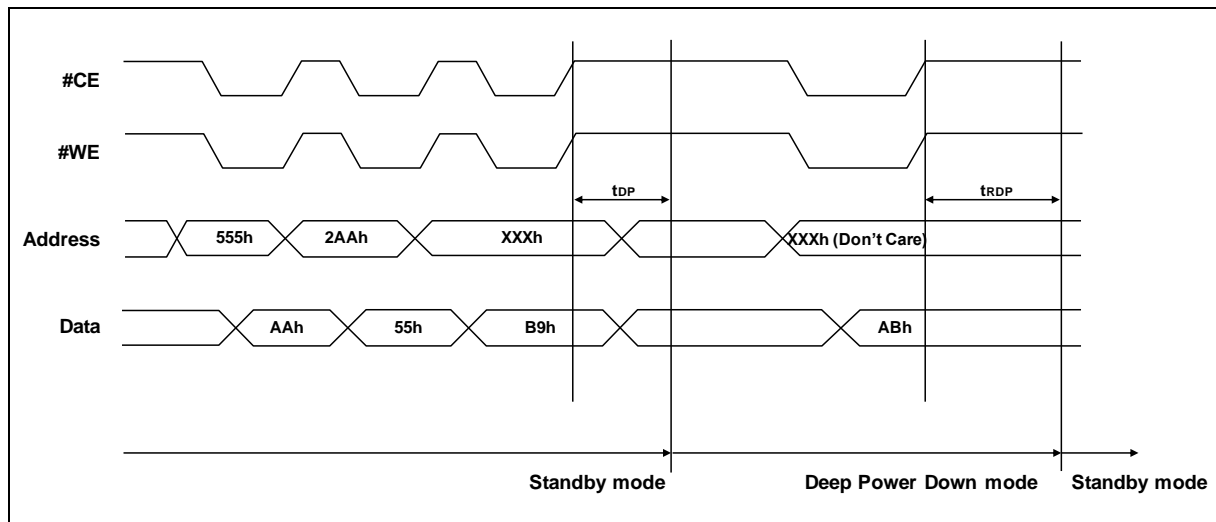 #CE
#WE
tDP
tRDP
Address
555h
2AAh
XXXh
XXXh (Don't Care)
Data
AAh
55h
B9h
ABh
Standby mode
Deep Power Down mode
Standby mode